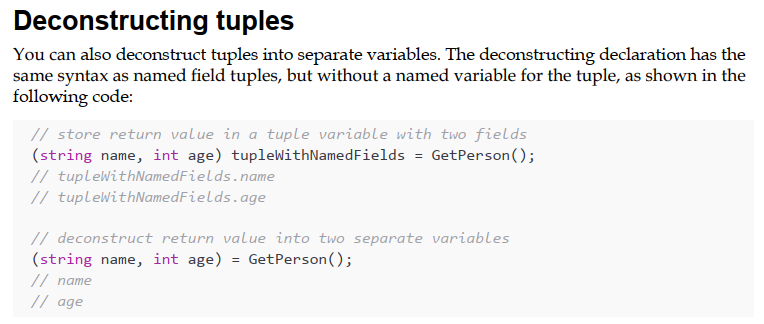 Deconstructing tuples
You can also deconstruct tuples into separate variables. The deconstructing declaration has the
same syntax as named field tuples, but without a named variable for the tuple, as shown in the
following code:
// store return value in a tuple variable with two fields
(string name, int age) tupleWithNamedFields = GetPerson();
// tupleWithNamedFields.name
// tupleWithNamedFields.age
// deconstruct return value into two separate variables
(string name, int age) = GetPerson();
// name
// age